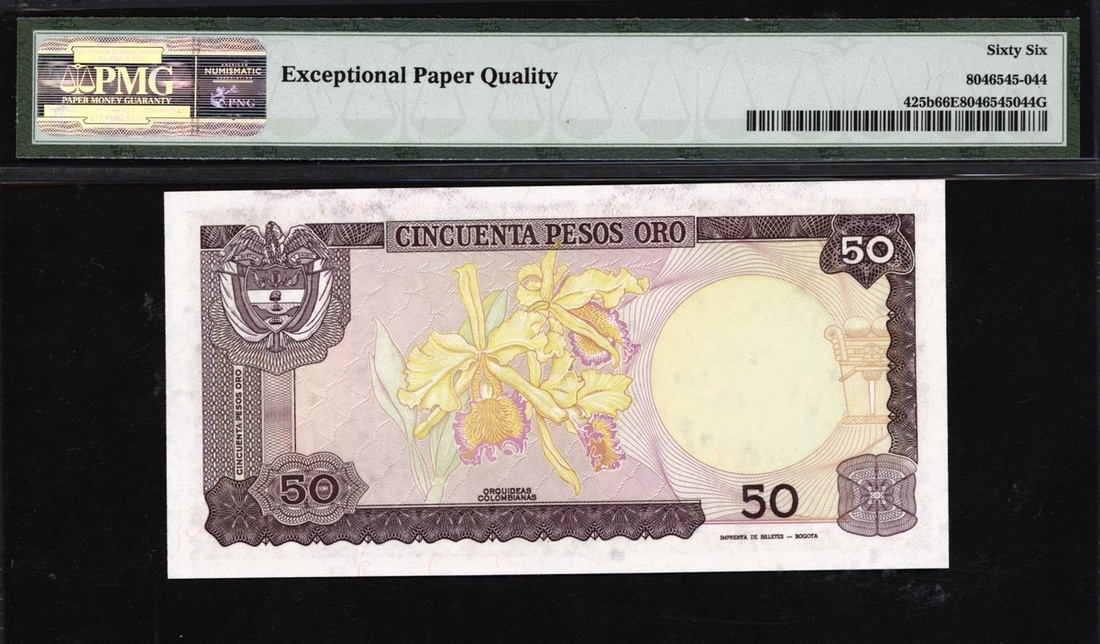 PMG
PAPER MONEY GUARANTY
NUMISMATIC
PNG
Exceptional Paper Quality
Sixty Six
8046545-044
425b66E8046545044G
CINCUENTA PESOS ORO
50
CINCUENTA PESOS ORO
50
ORQUIDEAS
COLOMBIANAS
50
IMPRENTA DE BILLETES — BOGOTA